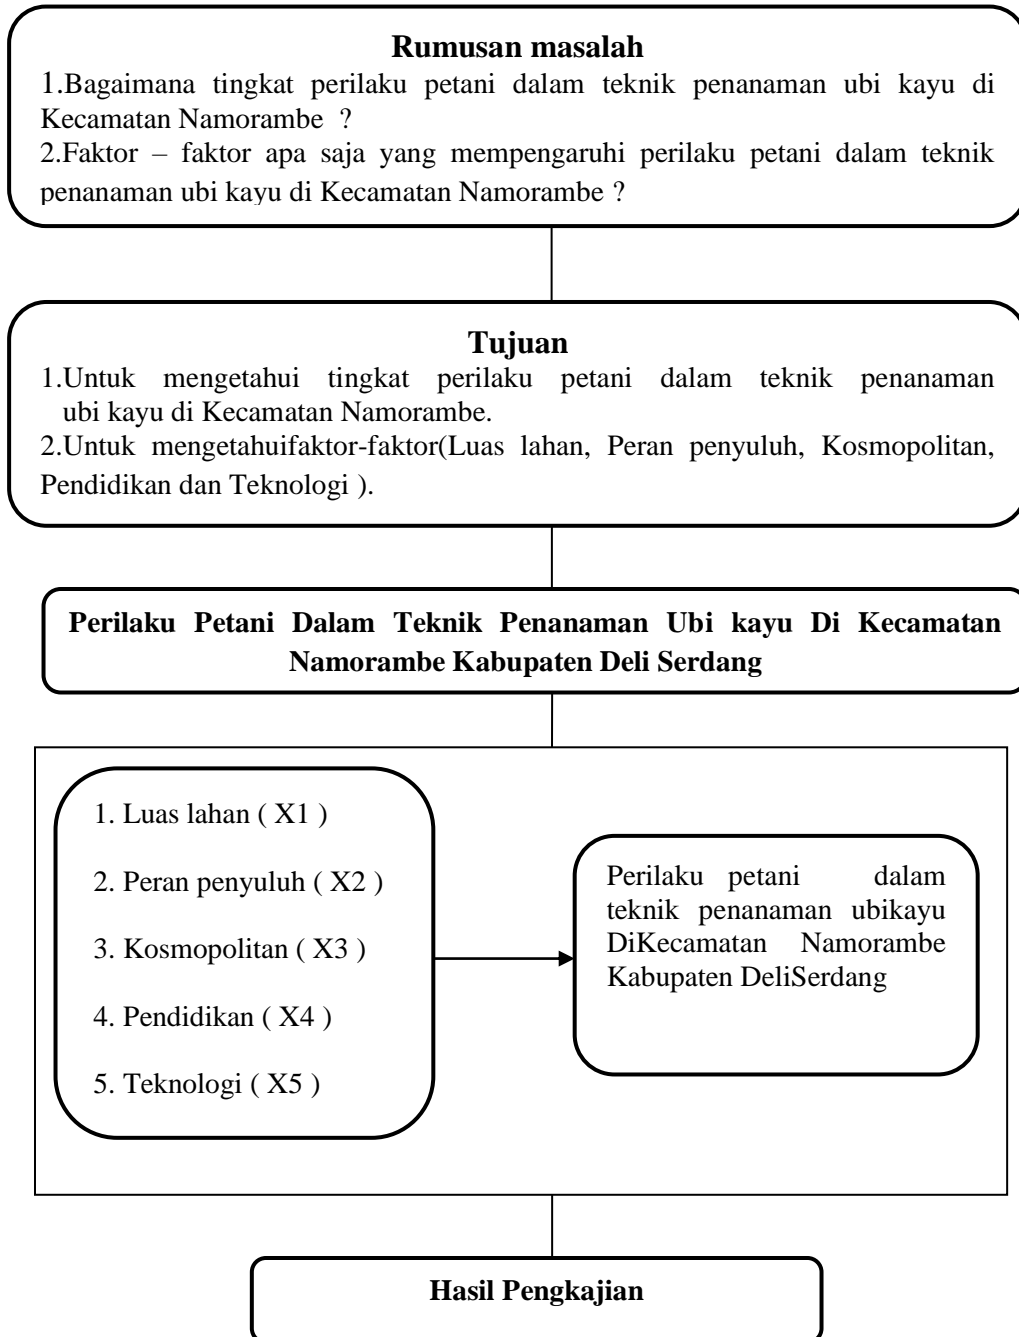 Rumusan masalah
1.Bagaimana tingkat perilaku petani dalam teknik penanaman ubi kayu di
Kecamatan Namorambe ?
2.Faktor – faktor apa saja yang mempengaruhi perilaku petani dalam teknik
penanaman ubi kayu di Kecamatan Namorambe ?
Tujuan
1.Untuk mengetahui tingkat perilaku petani dalam teknik penanaman
ubi kayu di Kecamatan Namorambe.
2.Untuk mengetahuifaktor-faktor(Luas lahan, Peran penyuluh, Kosmopolitan,
Pendidikan dan Teknologi ).
Perilaku Petani Dalam Teknik Penanaman Ubi kayu Di Kecamatan
Namorambe Kabupaten Deli Serdang
1. Luas lahan ( X1 )
2. Peran penyuluh ( X2 )
3. Kosmopolitan ( X3 )
4. Pendidikan ( X4 )
5. Teknologi ( X5 )
Perilaku petani dalam
teknik penanaman ubikayu
DiKecamatan Namorambe
Kabupaten DeliSerdang
Hasil Pengkajian